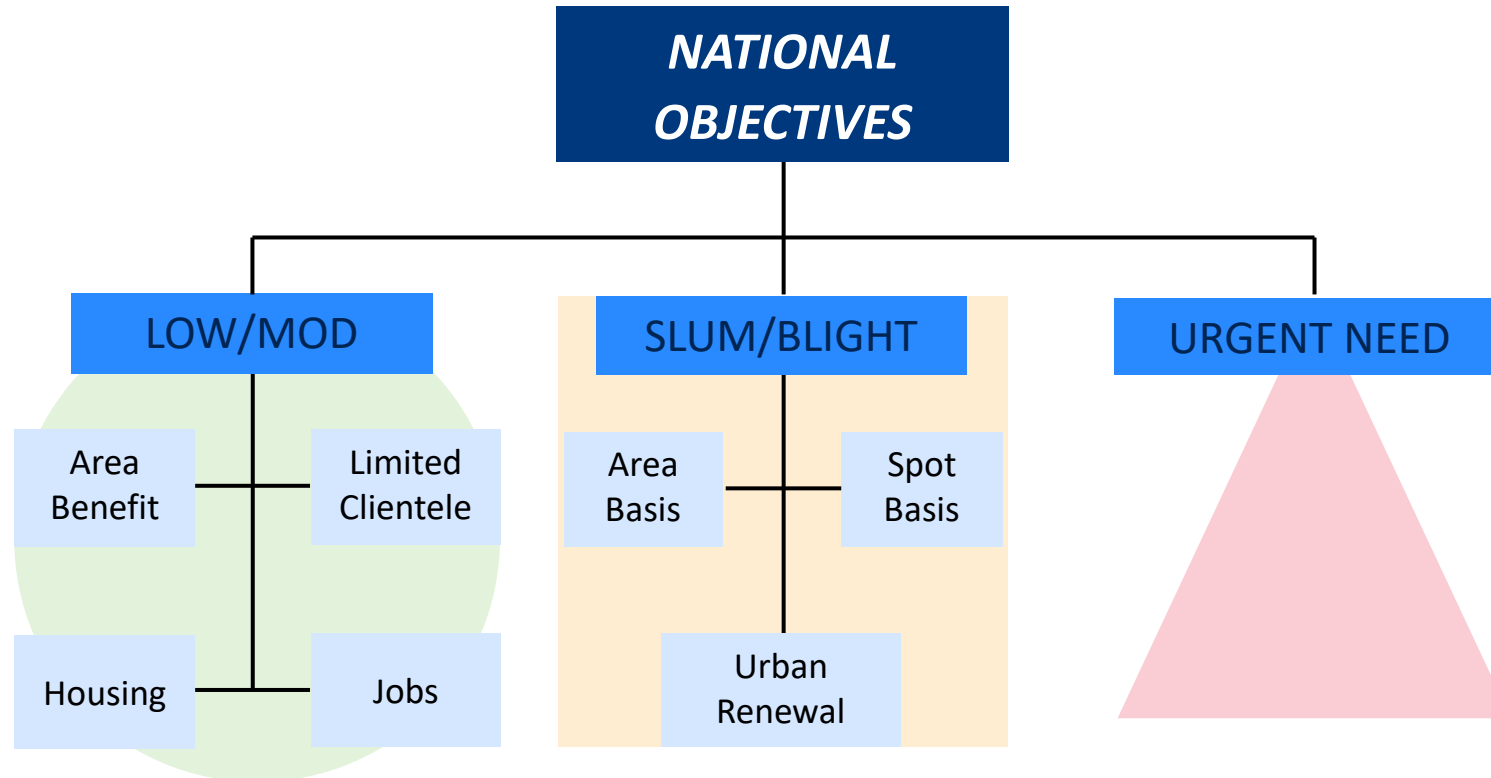 NATIONAL
OBJECTIVES
LOW/MOD
SLUM/BLIGHT
URGENT NEED
Area
Benefit
Limited
Clientele
Area
Basis
Spot
Basis
Housing
Jobs
Urban
Renewal